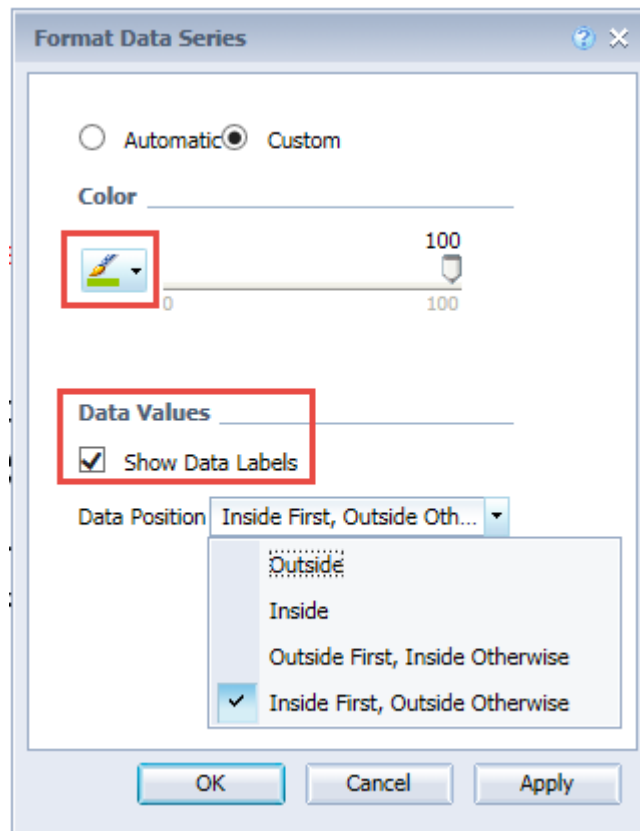 Format Data Series
Automatic Custom
Color
100
0 100
Data Values
Show Data Labels
Data Position Inside First, Outside Oth...
Outside
Inside
Outside First, Inside Otherwise
Inside First, Outside Otherwise
OK Cancel Apply